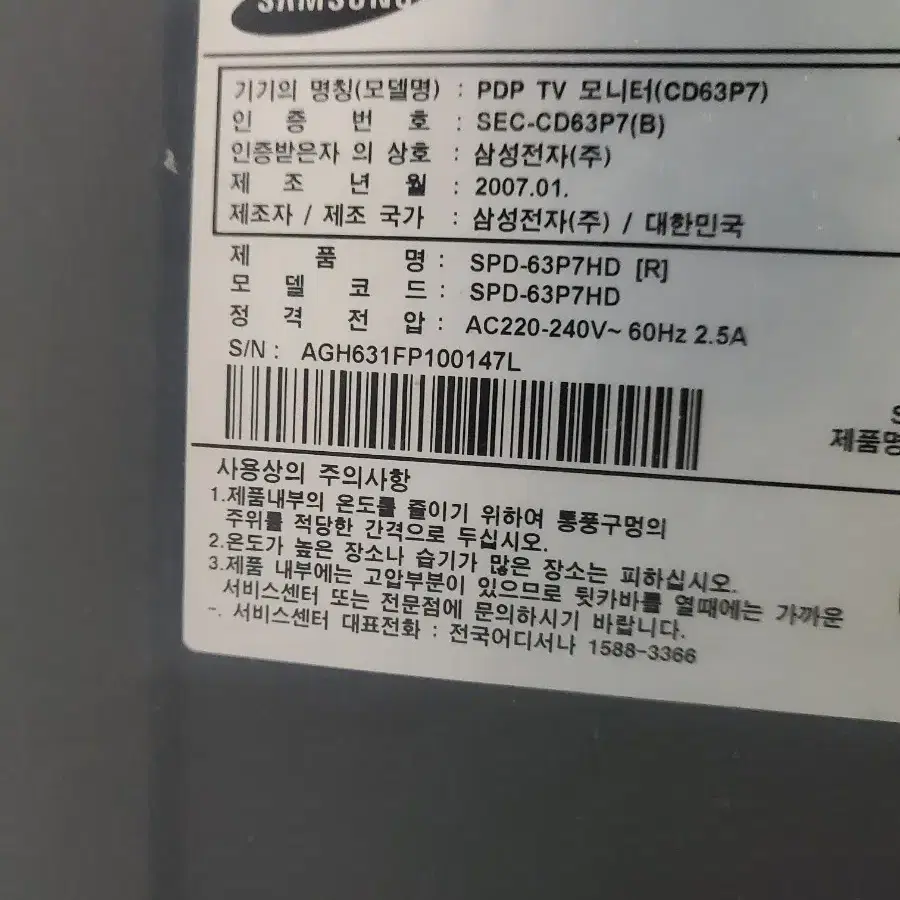 SAMSUNG
기기의 명칭(모델명) : PDP TV 모니터(CD63P7)
인 증 번 호 : SEC-CD63P7(B)
인증받은자 의 상호 : 삼성전자(주)
제 조 년 월 : 2007.01.
제조자 / 제조 국가 : 삼성전자(주) / 대한민국
제 품 명 : SPD-63P7HD [R]
모 델 코 드 : SPD-63P7HD
정 격 전 압 : AC220-240V~ 60Hz 2.5A
S/N : AGH631FP100147L
제품명
사용상의 주의사항
1.제품내부의 온도를 줄이기 위하여 통풍구멍의
주위를 적당한 간격으로 두십시오.
2.온도가 높은 장소나 습기가 많은 장소는 피하십시오.
3.제품 내부에는 고압부분이 있으므로 뒷카바를 열때에는 가까운
서비스센터 또는 전문점에 문의하시기 바랍니다.
-. 서비스센터 대표전화 : 전국어디서나 1588-3366